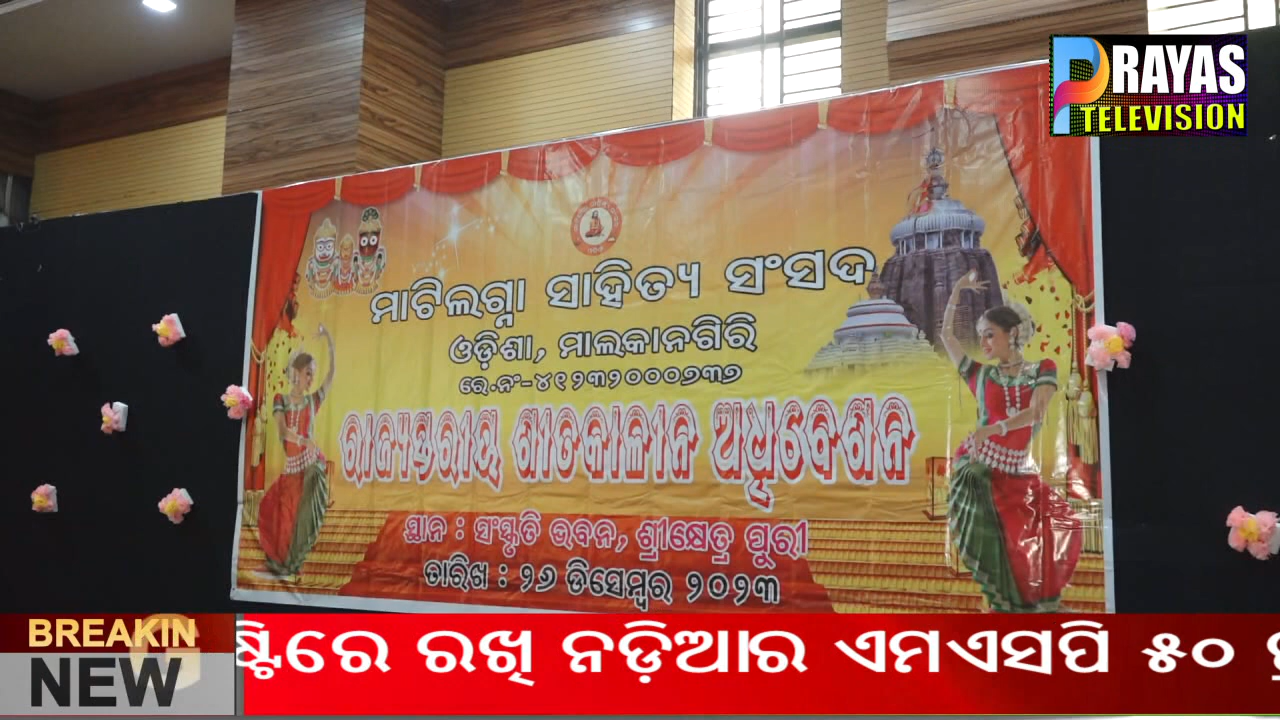 PRAYAS
TELEVISION
ମାଟିଲଗ୍ନା ସାହିତ୍ୟ ସଂସଦ
ଓଡ଼ିଶା, ମାଲକାନଗିରି
ରେ.ନଂ-୪୧୨୩୨୦୦୦୭୩୭
ରାଜ୍ୟସ୍ତରୀୟ ଶୀତକାଳୀନ ଅଧିବେଶନ
ସ୍ଥାନ : ସଂସ୍କୃତି ଭବନ, ଶ୍ରୀକ୍ଷେତ୍ର ପୁରୀ
ତାରିଖ : ୨୬ ଡିସେମ୍ବର ୨୦୨୩
BREAKIN ଷ୍ଟିରେ ରଖି ନଡ଼ିଆର ଏମଏସପି ୫୦
NEW